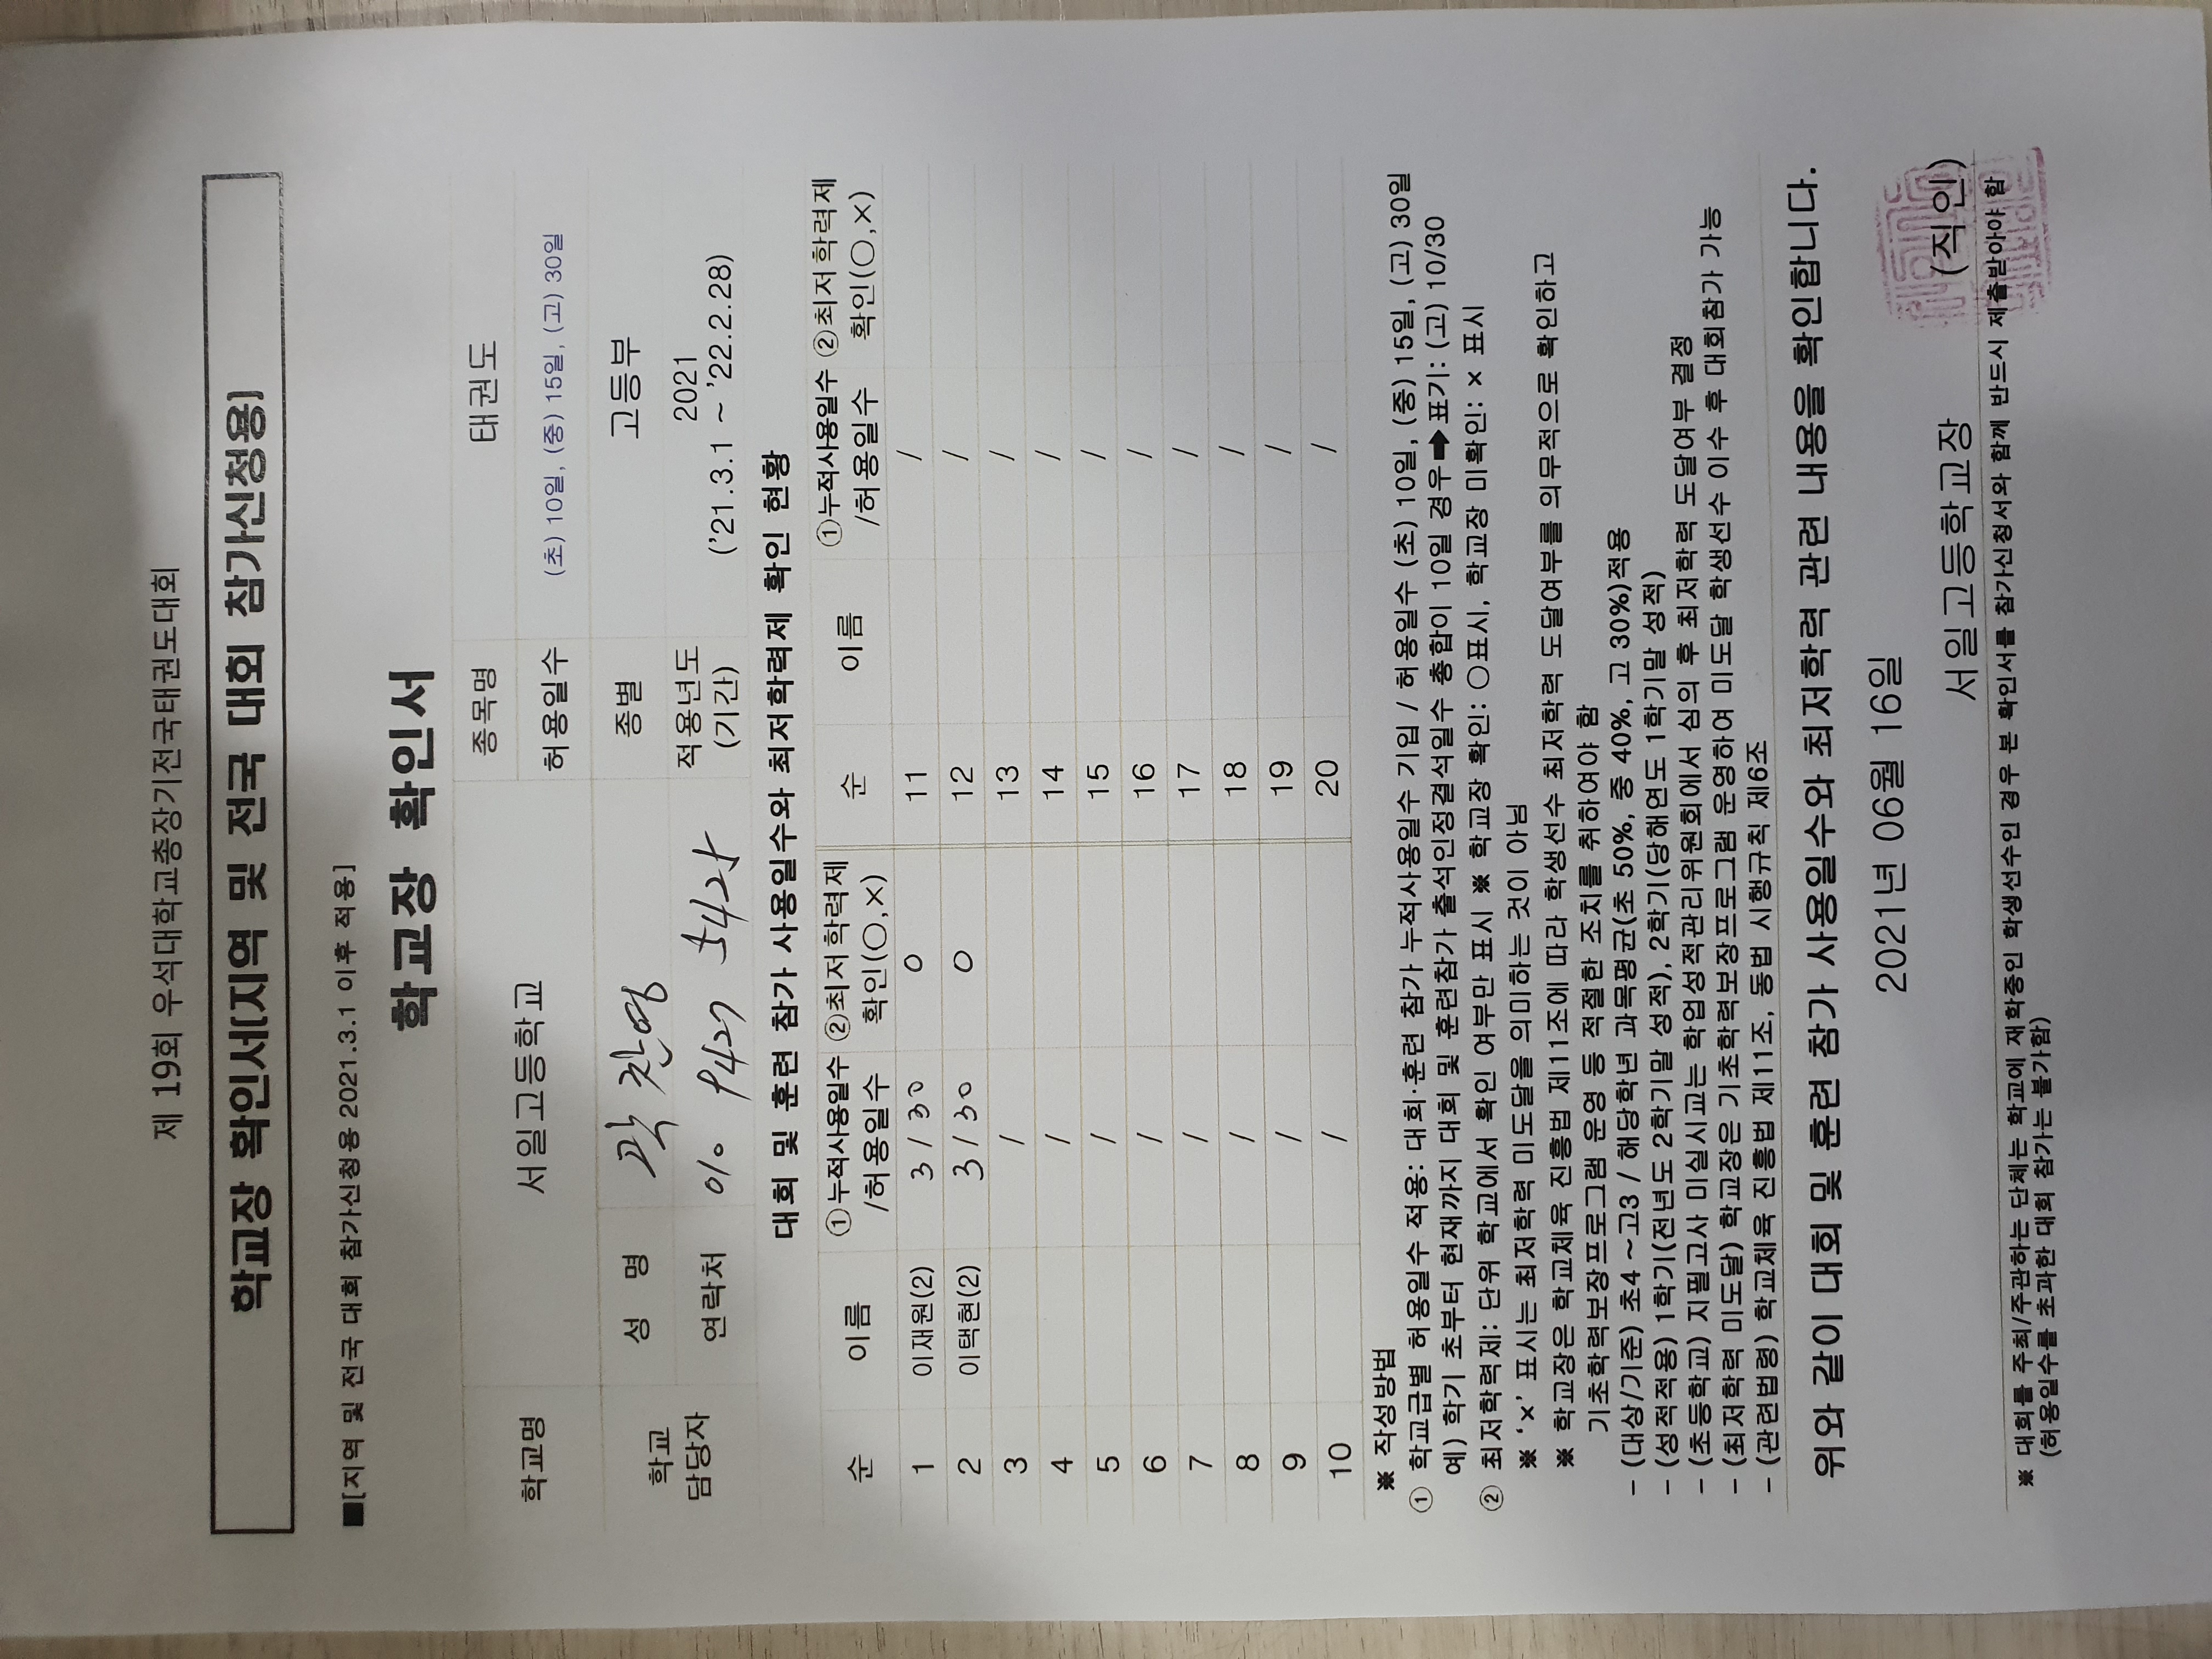 제 19회 우석대학교총장기전국태권도대회
학교장 확인서[지역 및 전국 대회 참가신청용]
■[지역 및 전국 대회 참가신청용 2021.3.1 이후 적용]
학교장 확인서
학교명 서일고등학교 종목명 태권도
허용일수 (초) 10일, (중) 15일, (고) 30일
학교 담당자 성 명 곽찬영 종별 고등부
연락처 010 9427 5425 적용년도 (기간) 2021
('21.3.1 ~ '22.2.28)
대회 및 훈련 참가 사용일수와 최저학력제 확인 현황
순 이름 ①누적사용일수 /허용일수 ②최저학력제 확인(○,×) 순 이름 ①누적사용일수 /허용일수 ②최저학력제 확인(○,×)
1 이재원(2) 3 / 30 0 11 /
2 이택현(2) 3 / 30 0 12 /
3 / 13 /
4 / 14 /
5 / 15 /
6 / 16 /
7 / 17 /
8 / 18 /
9 / 19 /
10 / 20 /
※ 작성방법
① 학교급별 허용일수 적용: 대회·훈련 참가 누적사용일수 기입 / 허용일수 (초) 10일, (중) 15일, (고) 30일
예) 학기 초부터 현재까지 대회 및 훈련참가 출석인정결석일수 총합이 10일 경우➡표기: (고) 10/30
② 최저학력제: 단위 학교에서 확인 여부만 표시 ※ 학교장 확인: ○표시, 학교장 미확인: × 표시
※ '×' 표시는 최저학력 미도달을 의미하는 것이 아님
※ 학교장은 학교체육 진흥법 제11조에 따라 학생선수 최저학력 도달여부를 의무적으로 확인하고
기초학력보장프로그램 운영 등 적절한 조치를 취하여야 함
- (대상/기준) 초4 ~고3 / 해당학년 과목평균(초 50%, 중 40%, 고 30%)적용
- (성적적용) 1학기(전년도 2학기말 성적), 2학기(당해연도 1학기말 성적)
- (초등학교) 지필고사 미실시교는 학업성적관리위원회에서 심의 후 최저학력 도달여부 결정
- (최저학력 미도달) 학교장은 기초학력보장프로그램 운영하여 미도달 학생선수 이수 후 대회참가 가능
- (관련법령) 학교체육 진흥법 제11조, 동법 시행규칙 제6조
위와 같이 대회 및 훈련 참가 사용일수와 최저학력 관련 내용을 확인합니다.
2021년 06월 16일
서일고등학교장 (직인)
※ 대회를 주최/주관하는 단체는 학교에 재학중인 학생선수인 경우 본 확인서를 참가신청서와 함께 반드시 제출받아야 함
(허용일수를 초과한 대회 참가는 불가함)